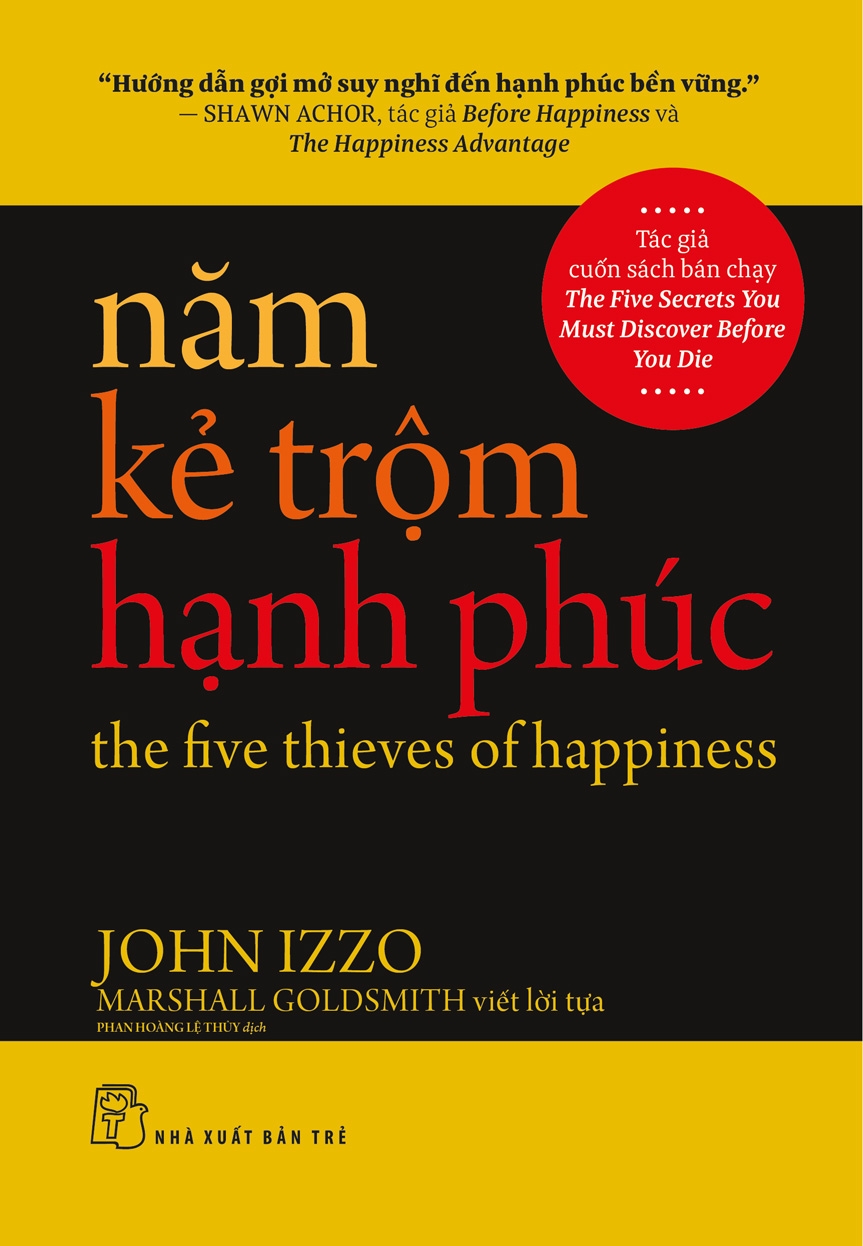 “Hướng dẫn gợi mở suy nghĩ đến hạnh phúc bền vững.”
— SHAWN ACHOR, tác giả Before Happiness và
The Happiness Advantage
Tác giả
cuốn sách bán chạy
The Five Secrets You
Must Discover Before
You Die
năm
kẻ trộm
hạnh phúc
the five thieves of happiness
JOHN IZZO
MARSHALL GOLDSMITH viết lời tựa
PHAN HOÀNG LỆ THỦY dịch
T
NHÀ XUẤT BẢN TRẺ